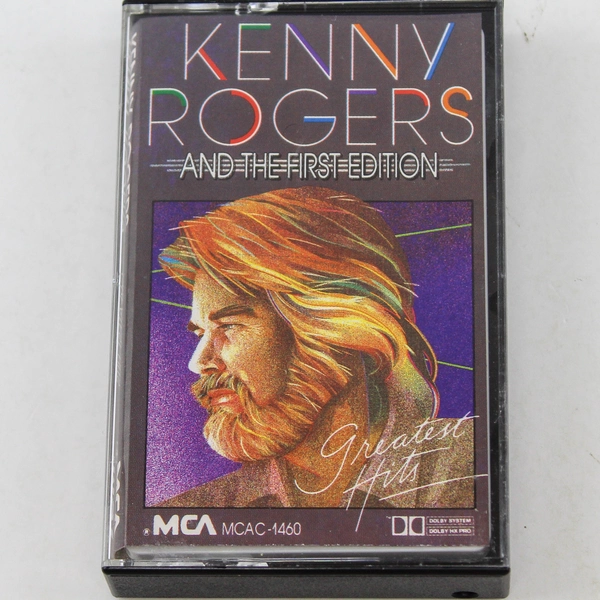 KENNY
ROGERS
AND THE FIRST EDITION
Greatest
Hits
MCA MCAC-1460
DOLBY SYSTEM
DOLBY HX PRO